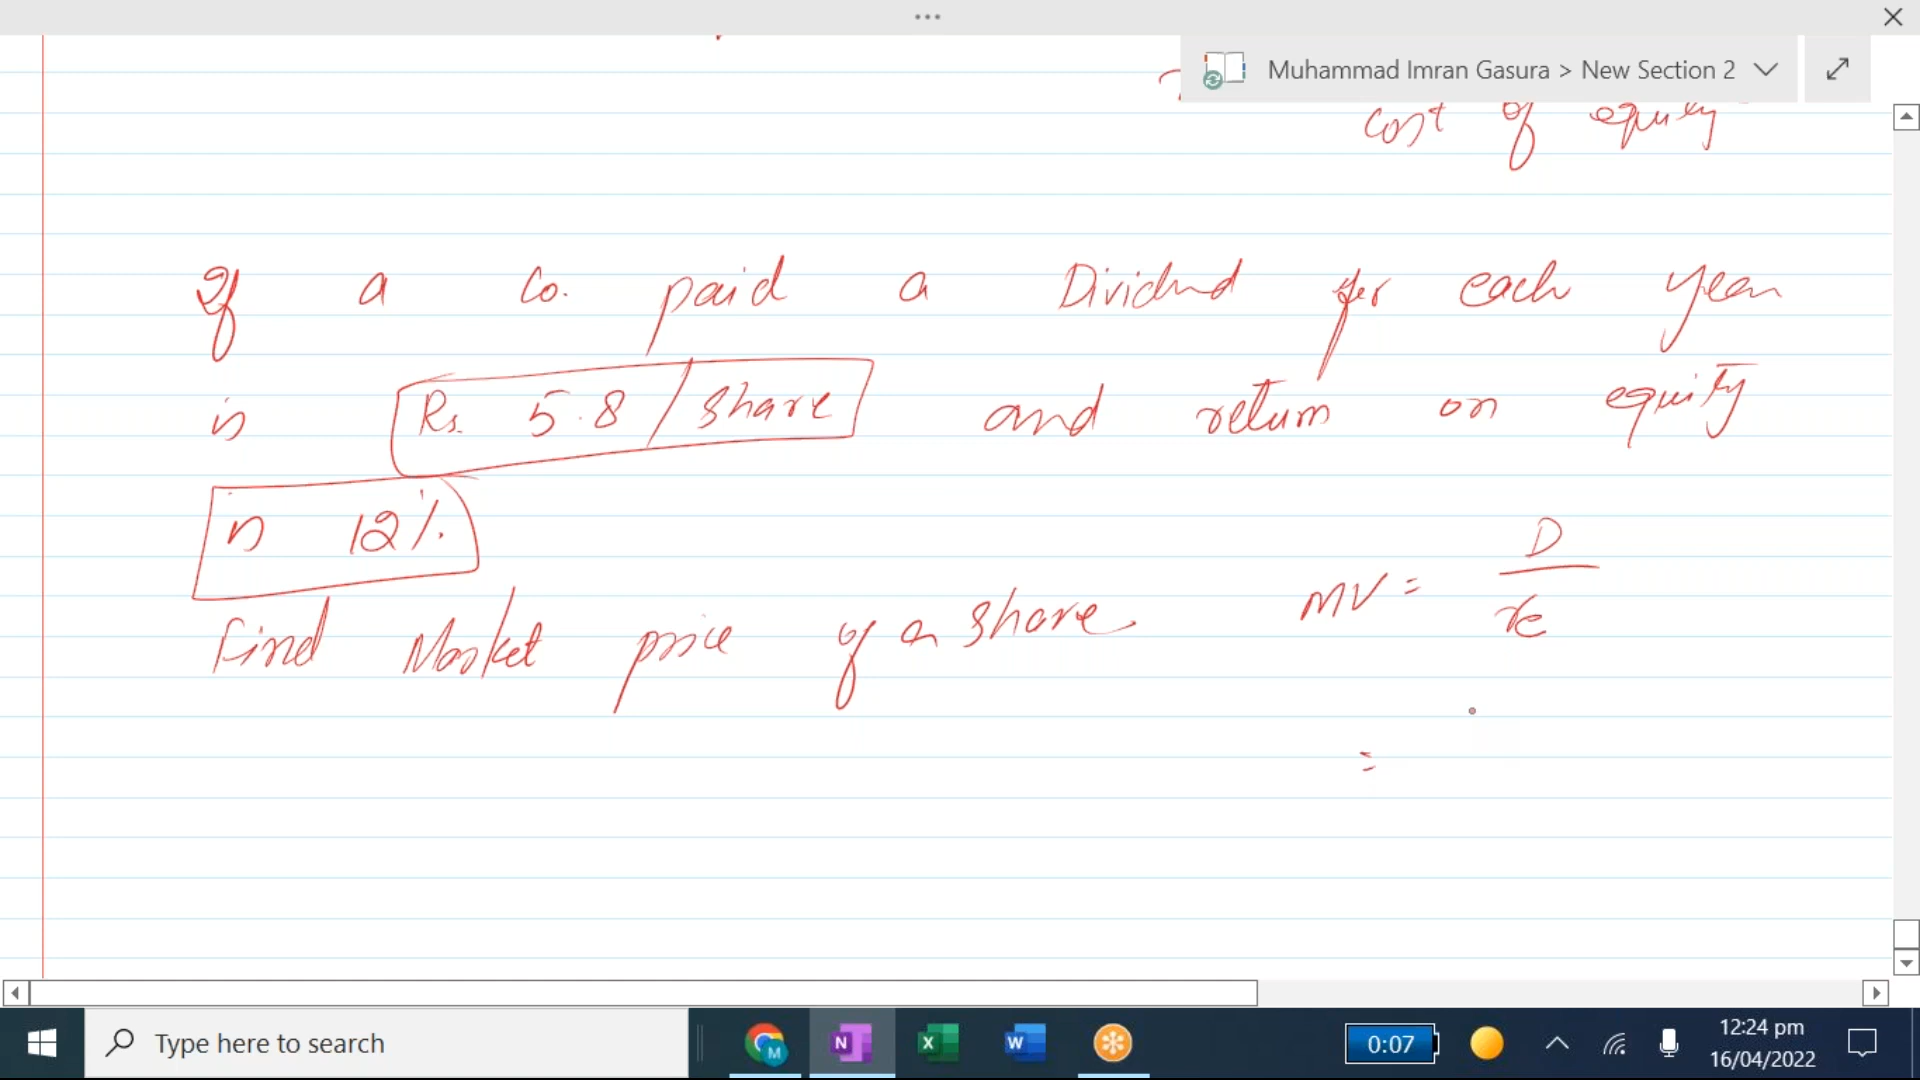 Muhammad Imran Gasura > New Section 2
cost of equity
If a Co. paid a Dividend for each year
is Rs. 5.8 / share and return on equity
is 12%.
Find Market price of a share
MV = D / re
=
Type here to search
0:07
12:24 pm
16/04/2022